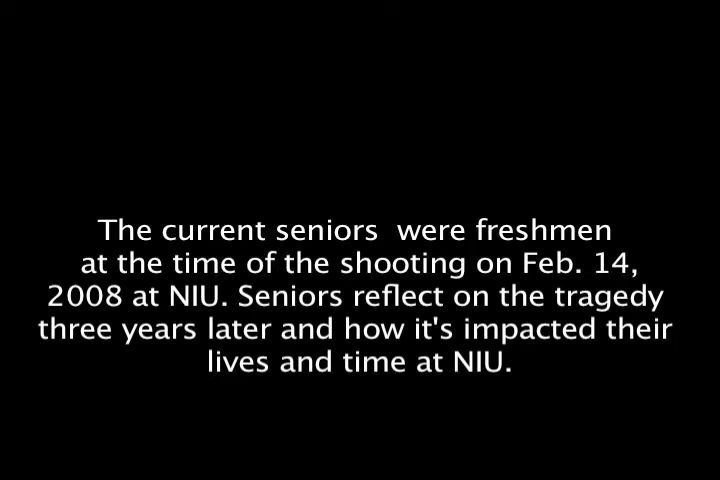 The current seniors  were freshmen
at the time of the shooting on Feb. 14,
2008 at NIU. Seniors reflect on the tragedy
three years later and how it's impacted their
lives and time at NIU.